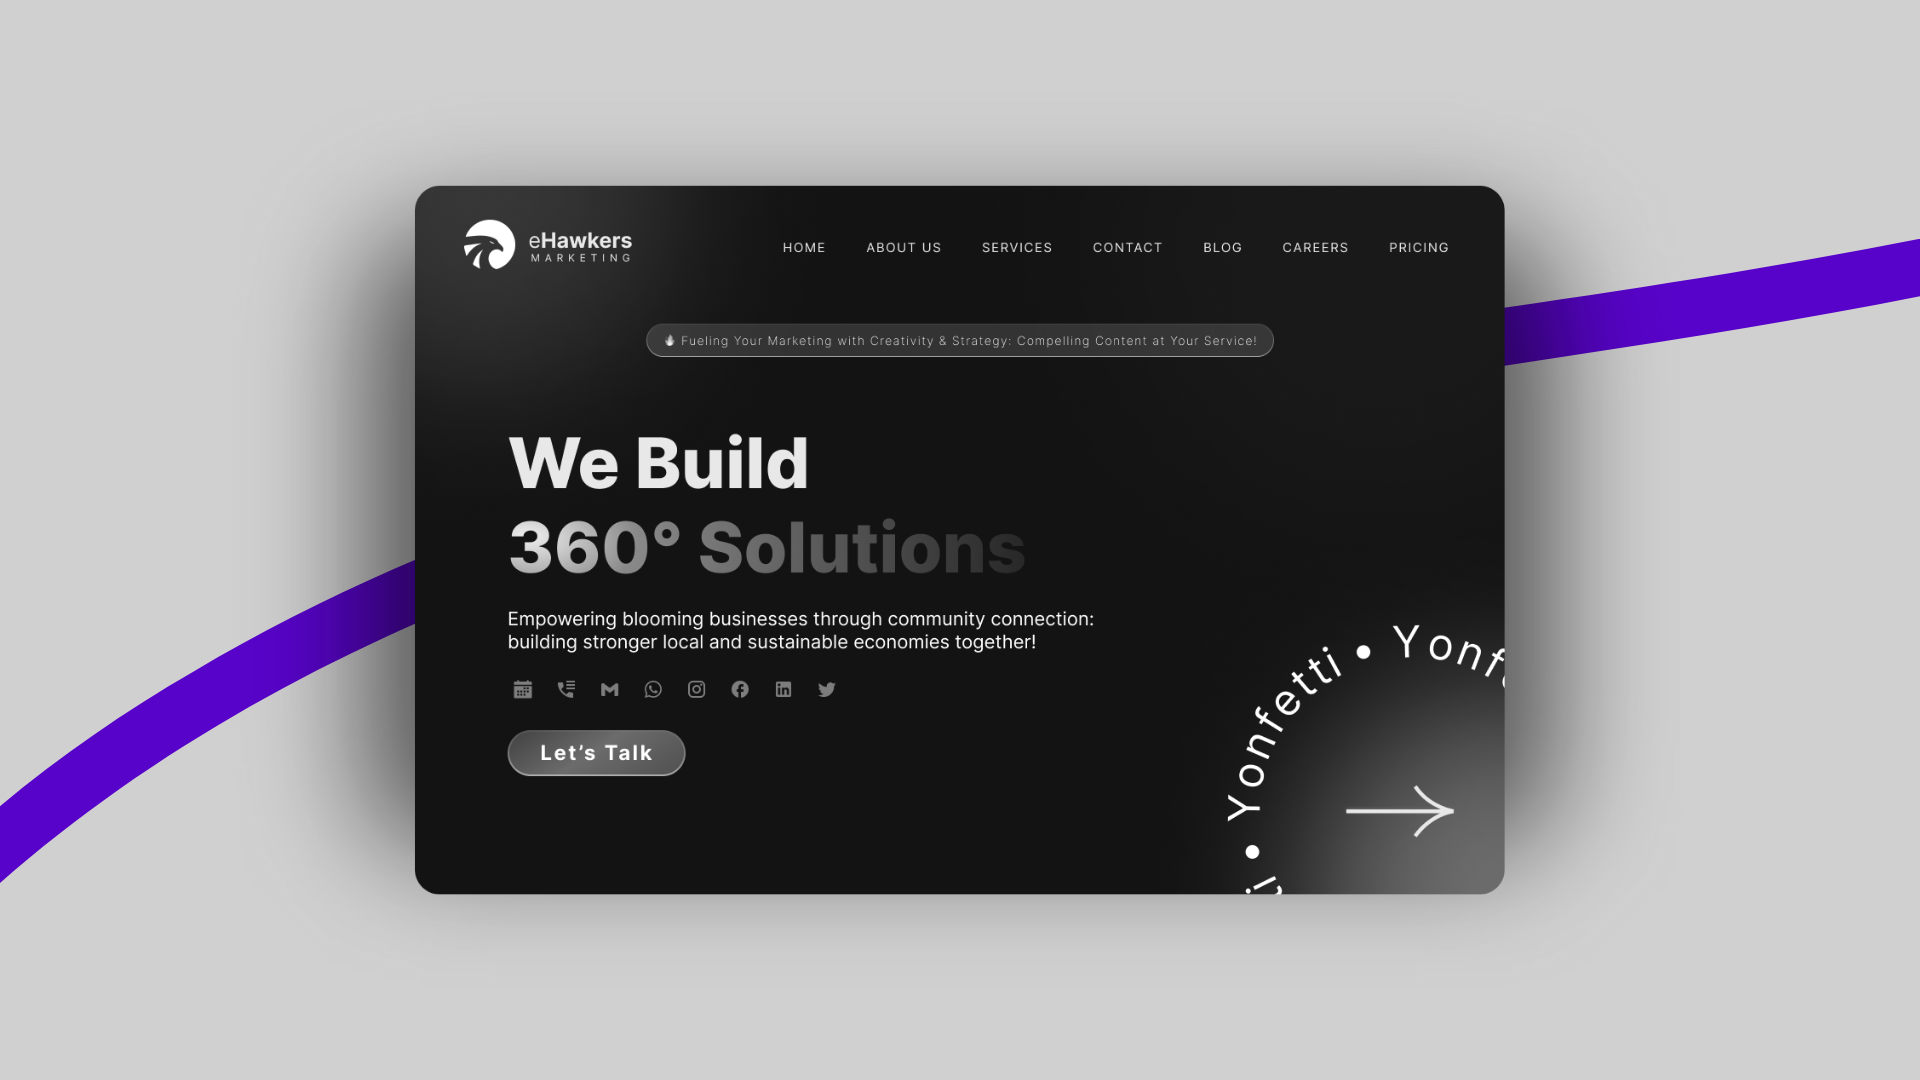 eHawkers
MARKETING
HOME ABOUT US SERVICES CONTACT BLOG CAREERS PRICING
Fueling Your Marketing with Creativity & Strategy: Compelling Content at Your Service!
We Build
360° Solutions
Empowering blooming businesses through community connection:
building stronger local and sustainable economies together!
Let’s Talk
Yonfetti • Yonf